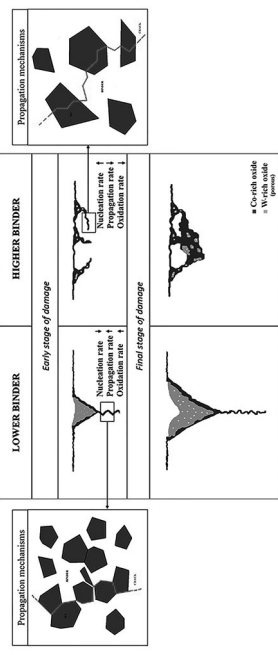 Propagation mechanisms
LOWER BINDER
HIGHER BINDER
Propagation mechanisms
Early stage of damage
Nucleation rate ↓
Propagation rate ↑
Oxidation rate ↑
Nucleation rate ↑
Propagation rate ↓
Oxidation rate ↓
Final stage of damage
■ Co-rich oxide
■ W-rich oxide
(porous)